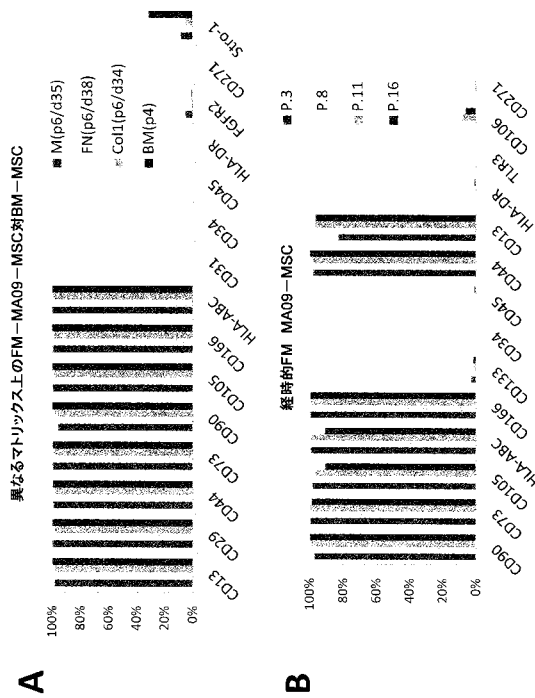 A
異なるマトリックス上のFM-MA09-MSC対BM-MSC
100%
80%
60%
40%
20%
0%
CD13
CD29
CD44
CD73
CD90
CD105
CD166
HLA-ABC
CD31
CD34
CD45
HLA-DR
FGFR2
CD271
Stro-1
M(p6/d35)
FN(p6/d38)
Col1(p6/d34)
BM(p4)
B
経時的FM MA09-MSC
100%
80%
60%
40%
20%
0%
CD90
CD73
CD105
HLA-ABC
CD166
CD133
CD34
CD45
CD44
CD13
HLA-DR
TLR3
CD106
CD271
P.3
P.8
P.11
P.16